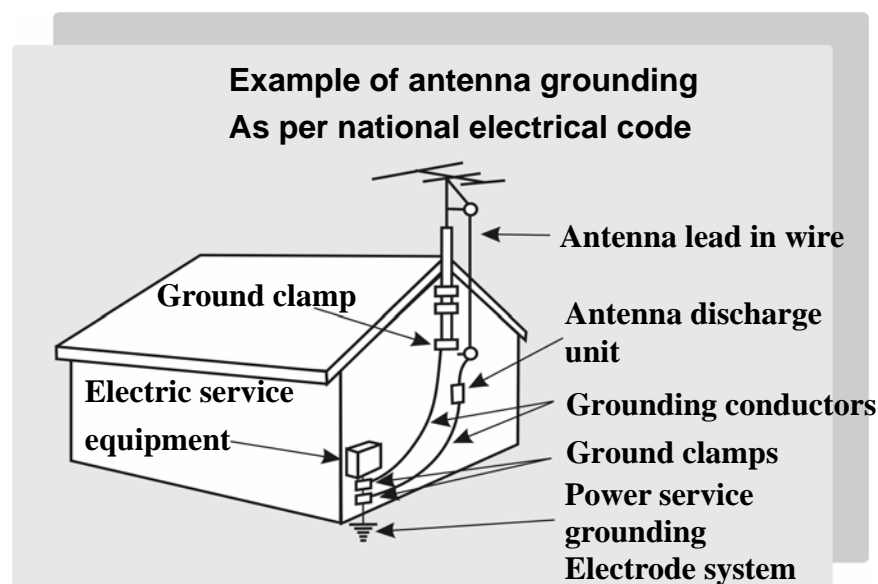 Example of antenna grounding
As per national electrical code
Antenna lead in wire
Ground clamp
Antenna discharge
unit
Electric service
equipment
Grounding conductors
Ground clamps
Power service
grounding
Electrode system